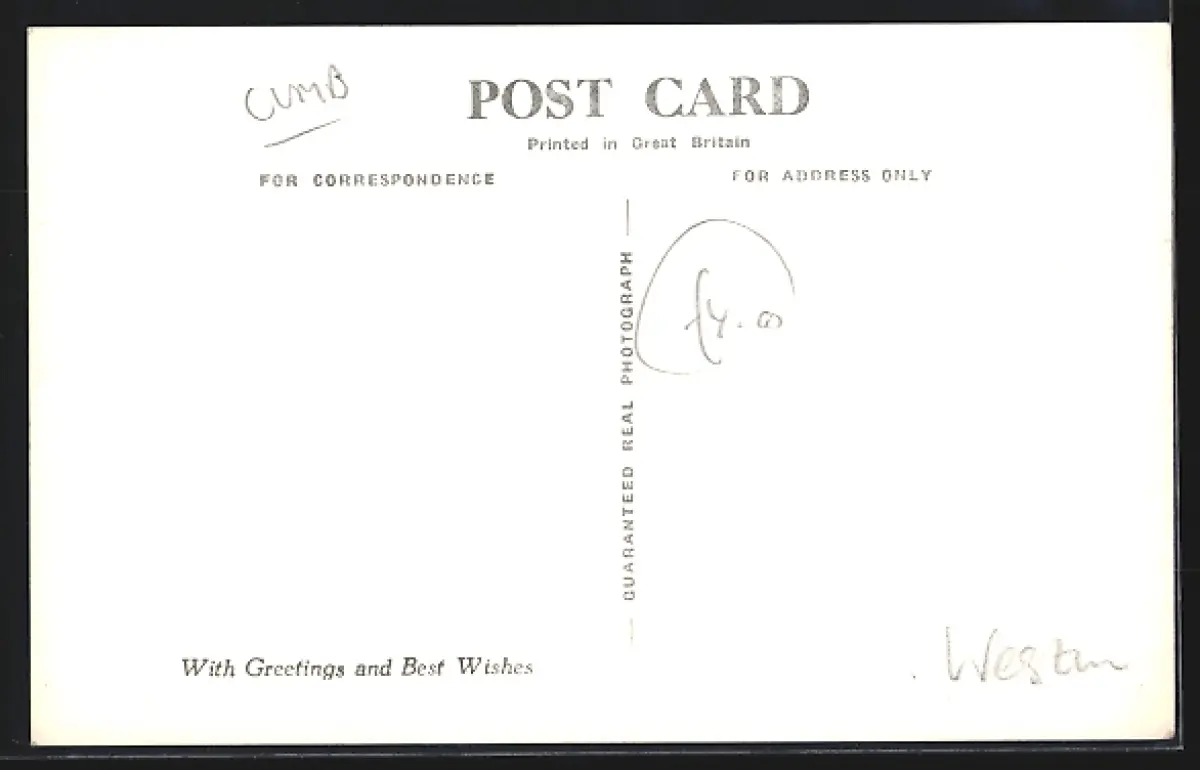 CUMB
POST CARD
Printed in Great Britain
FOR CORRESPONDENCE
FOR ADDRESS ONLY
GUARANTEED REAL PHOTOGRAPH
£4.00
With Greetings and Best Wishes